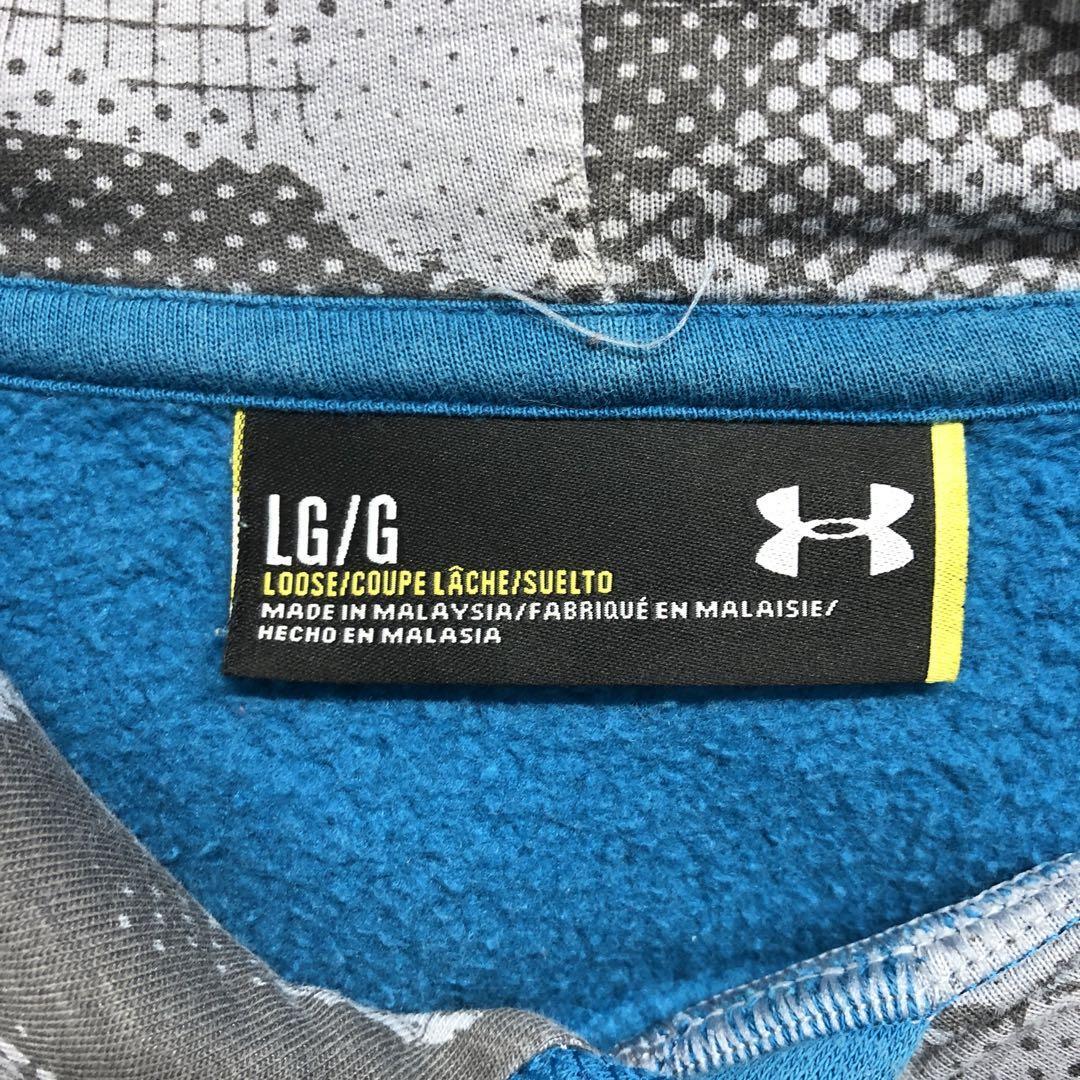 LG/G
LOOSE/COUPE LÂCHE/SUELTO
MADE IN MALAYSIA/FABRIQUÉ EN MALAISIE/
HECHO EN MALASIA